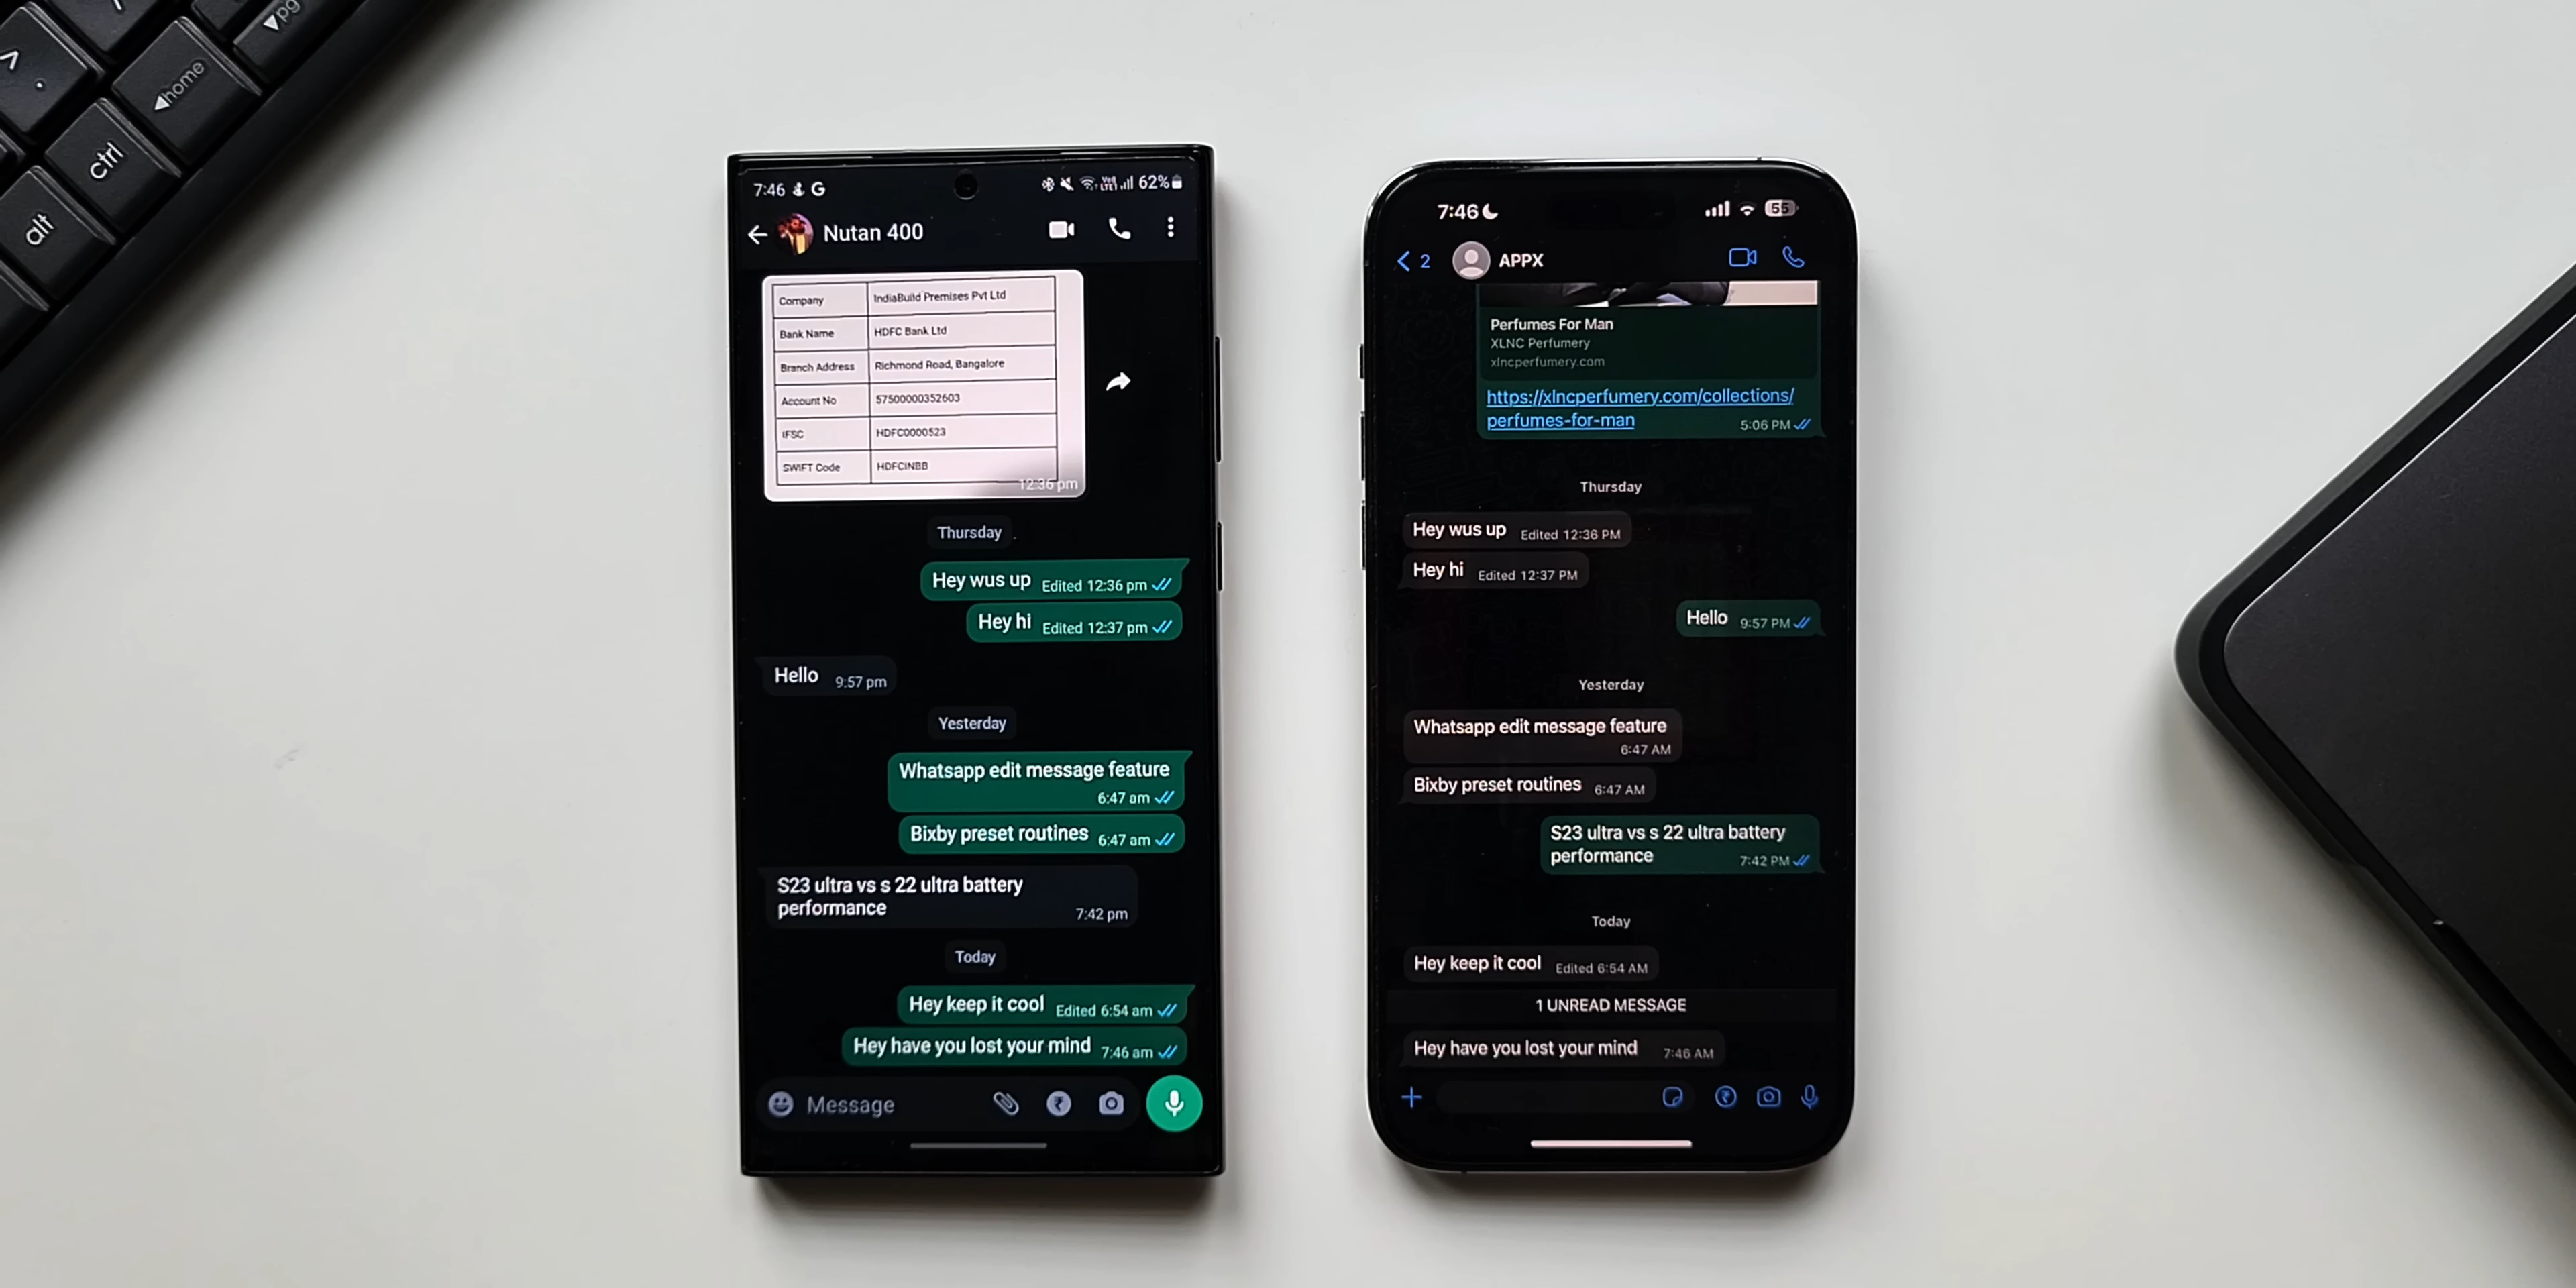 home
ctrl
alt
pg
7:46 G
62%
Nutan 400
Company IndiaBuild Premises Pvt Ltd
Bank Name HDFC Bank Ltd
Branch Address Richmond Road, Bangalore
Account No 57500000352603
IFSC HDFC0000523
SWIFT Code HDFCINBB
12:36 pm
Thursday
Hey wus up Edited 12:36 pm
Hey hi Edited 12:37 pm
Hello 9:57 pm
Yesterday
Whatsapp edit message feature
6:47 am
Bixby preset routines 6:47 am
S23 ultra vs s 22 ultra battery
performance 7:42 pm
Today
Hey keep it cool Edited 6:54 am
Hey have you lost your mind 7:46 am
Message
7:46 55
2 APPX
Perfumes For Man
XLNC Perfumery
xlncperfumery.com
https://xlncperfumery.com/collections/
perfumes-for-man 5:06 PM
Thursday
Hey wus up Edited 12:36 PM
Hey hi Edited 12:37 PM
Hello 9:57 PM
Yesterday
Whatsapp edit message feature
6:47 AM
Bixby preset routines 6:47 AM
S23 ultra vs s 22 ultra battery
performance 7:42 PM
Today
Hey keep it cool Edited 6:54 AM
1 UNREAD MESSAGE
Hey have you lost your mind 7:46 AM